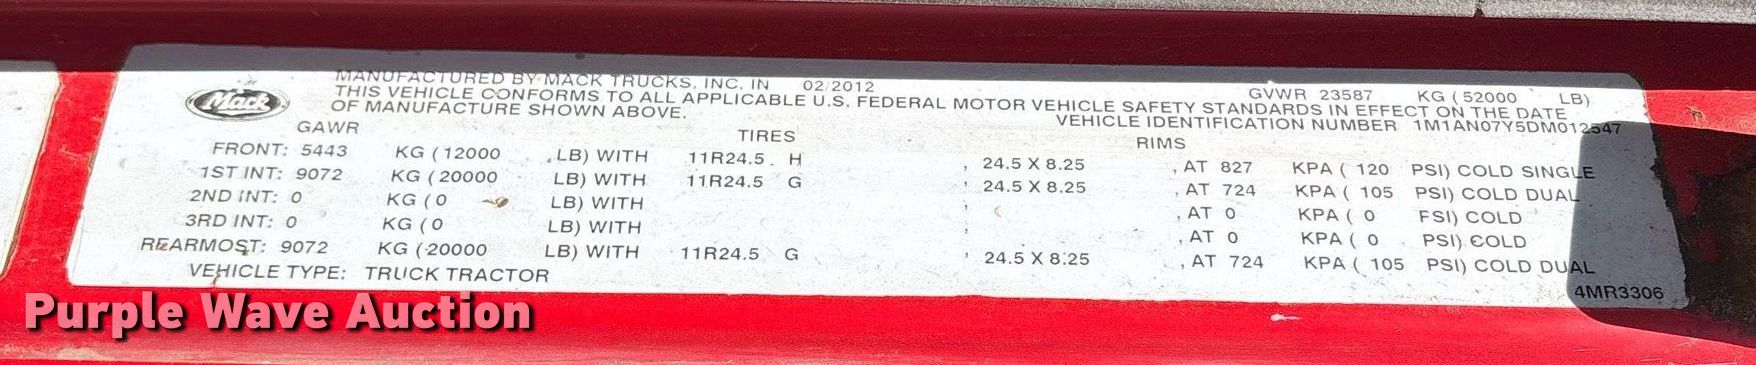 Mack
MANUFACTURED BY MACK TRUCKS, INC. IN 02/2012 GVWR 23587 KG (52000 LB)
THIS VEHICLE CONFORMS TO ALL APPLICABLE U.S. FEDERAL MOTOR VEHICLE SAFETY STANDARDS IN EFFECT ON THE DATE
OF MANUFACTURE SHOWN ABOVE. VEHICLE IDENTIFICATION NUMBER 1M1AN07Y5DM012547
GAWR TIRES RIMS
FRONT: 5443 KG (12000 LB) WITH 11R24.5 H , 24.5 X 8.25 , AT 827 KPA ( 120 PSI) COLD SINGLE
1ST INT: 9072 KG (20000 LB) WITH 11R24.5 G , 24.5 X 8.25 , AT 724 KPA ( 105 PSI) COLD DUAL
2ND INT: 0 KG (0 LB) WITH , , AT 0 KPA ( 0 PSI) COLD
3RD INT: 0 KG (0 LB) WITH , , AT 0 KPA ( 0 PSI) COLD
REARMOST: 9072 KG (20000 LB) WITH 11R24.5 G , 24.5 X 8.25 , AT 724 KPA ( 105 PSI) COLD DUAL
VEHICLE TYPE: TRUCK TRACTOR
4MR3306
Purple Wave Auction